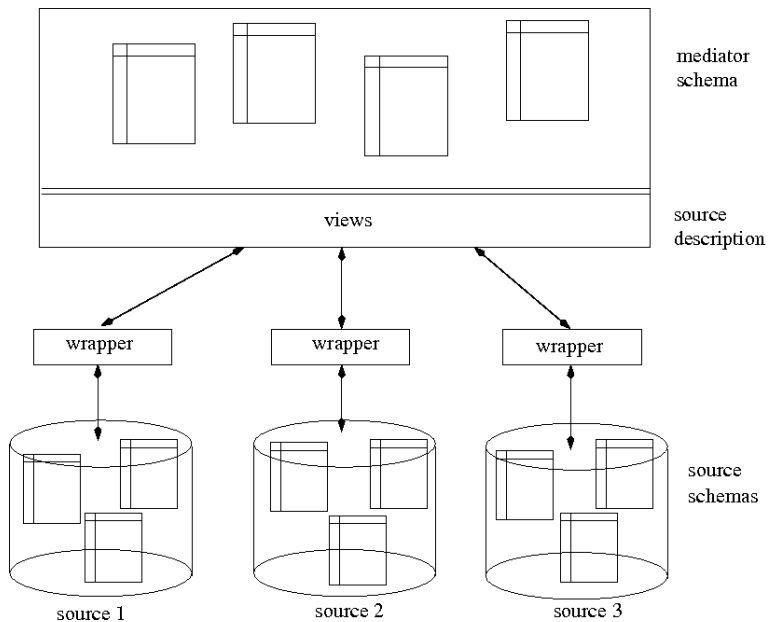 mediator
schema
views
source
description
wrapper
wrapper
wrapper
source
schemas
source 1
source 2
source 3